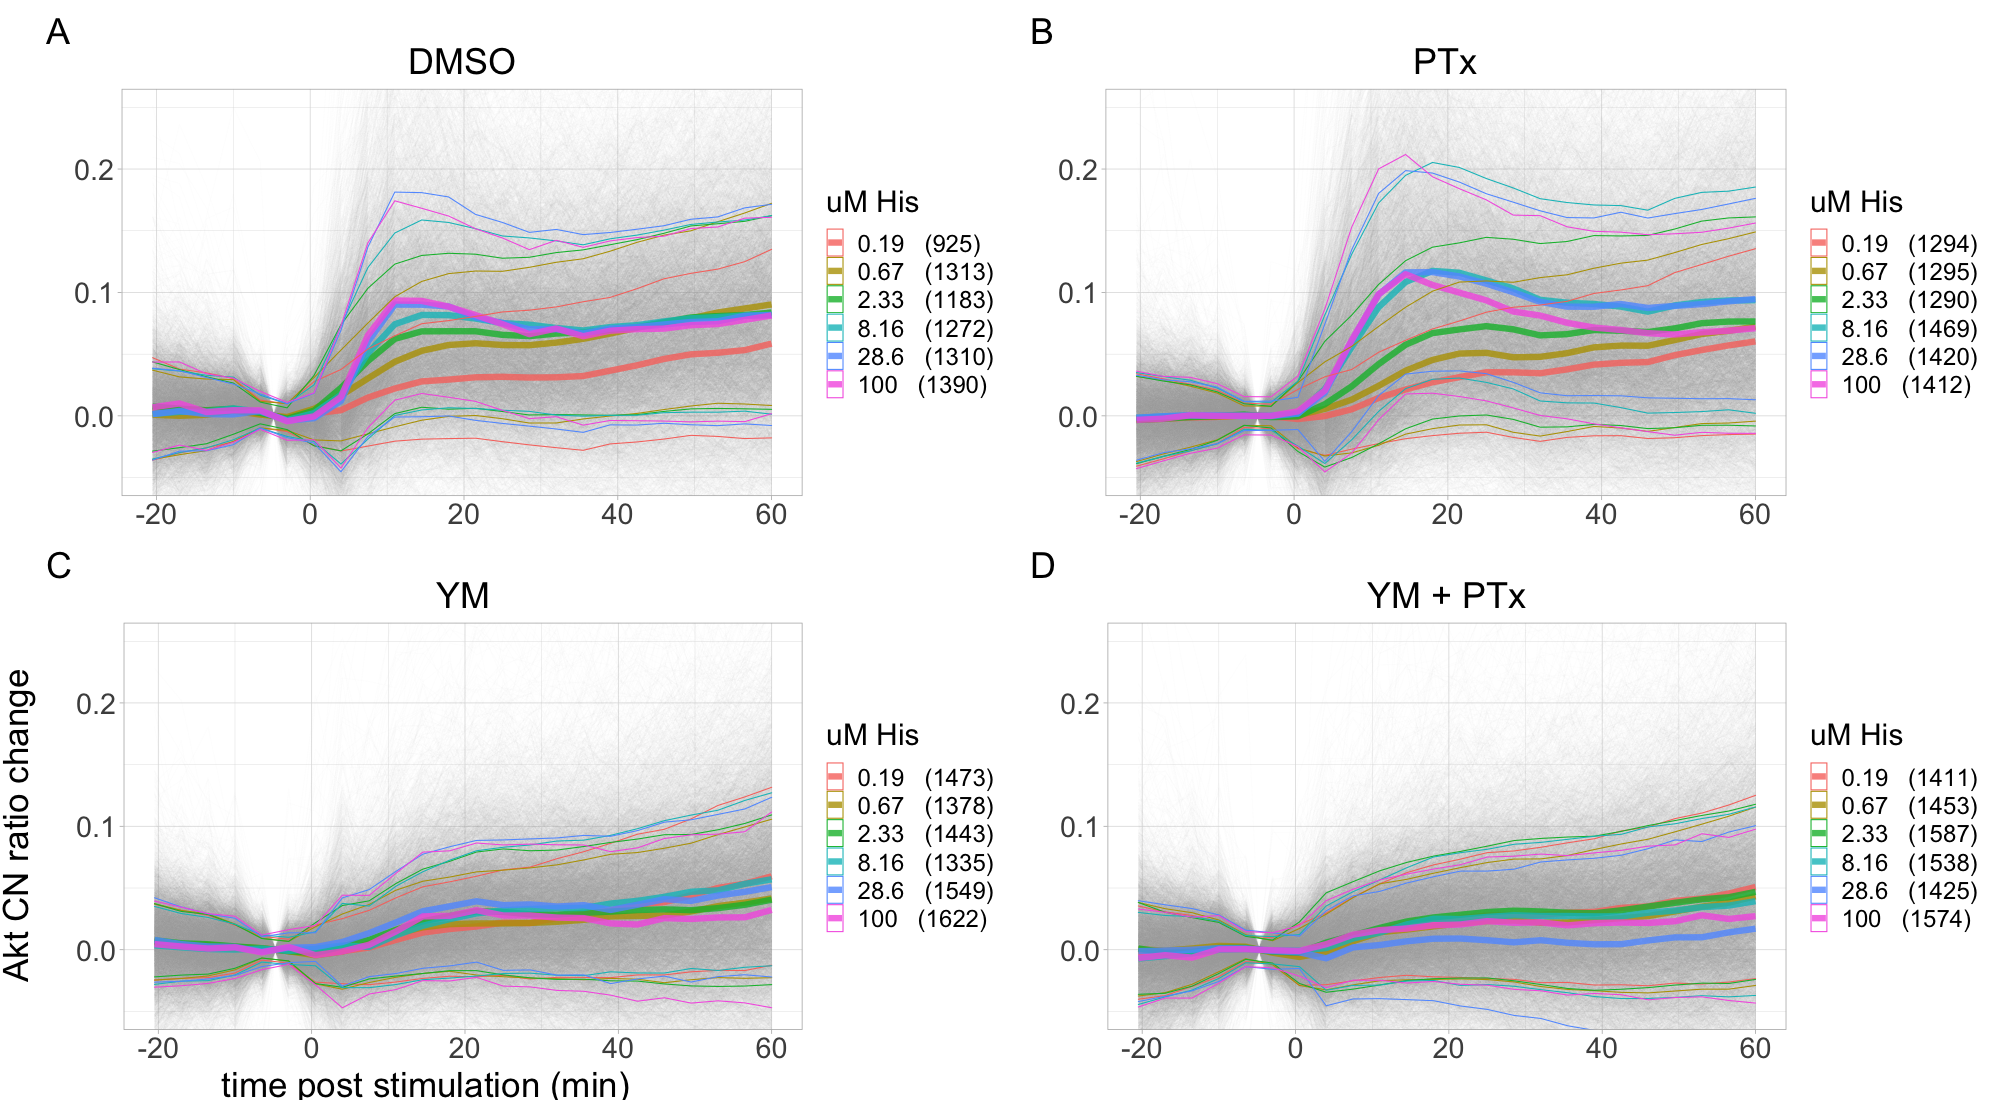 A
DMSO
0.2
0.1
0.0
-20 0 20 40 60
uM His
0.19 (925)
0.67 (1313)
2.33 (1183)
8.16 (1272)
28.6 (1310)
100 (1390)
B
PTx
0.2
0.1
0.0
-20 0 20 40 60
uM His
0.19 (1294)
0.67 (1295)
2.33 (1290)
8.16 (1469)
28.6 (1420)
100 (1412)
C
YM
Akt CN ratio change
0.2
0.1
0.0
-20 0 20 40 60
time post stimulation (min)
uM His
0.19 (1473)
0.67 (1378)
2.33 (1443)
8.16 (1335)
28.6 (1549)
100 (1622)
D
YM + PTx
0.2
0.1
0.0
-20 0 20 40 60
uM His
0.19 (1411)
0.67 (1453)
2.33 (1587)
8.16 (1538)
28.6 (1425)
100 (1574)